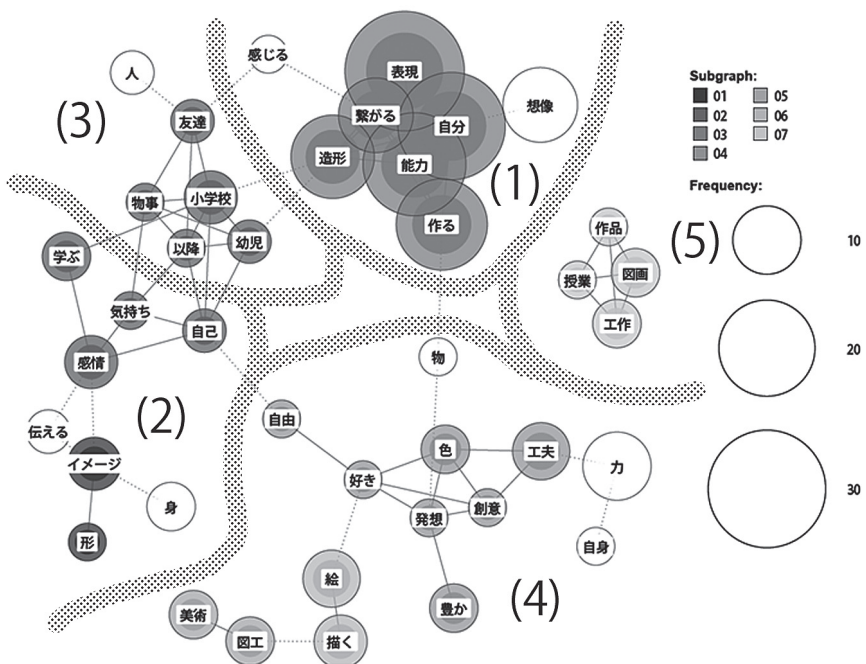 感じる
人
表現
想像
(3)
友達
繋がる
自分
造形
能力
(1)
物事
小学校
作る
学ぶ
以降
幼児
気持ち
自己
感情
(2)
伝える
イメージ
身
形
作品
(5)
授業
図画
工作
物
自由
色
工夫
力
好き
発想
創意
自身
絵
豊か
(4)
美術
図工
描く
Subgraph:
01 05
02 06
03 07
04
Frequency:
10
20
30